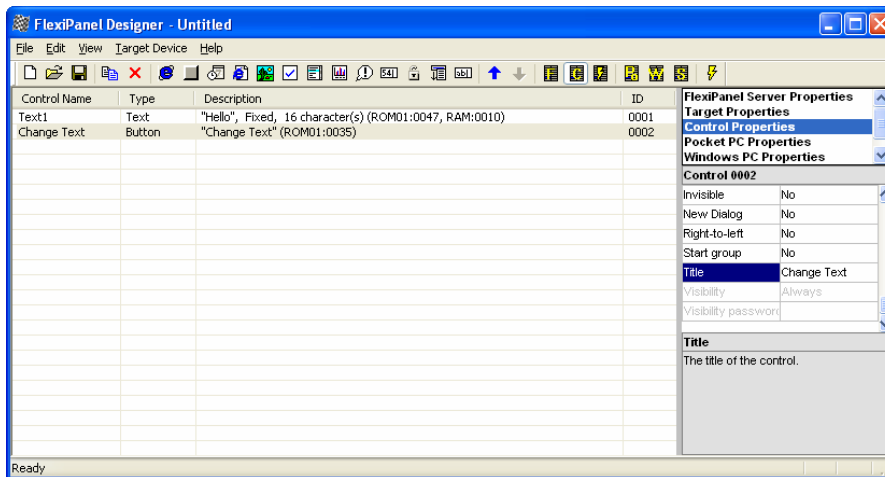 FlexiPanel Designer - Untitled
File Edit View Target Device Help
Control Name Type Description ID
Text1 Text "Hello", Fixed, 16 character(s) (ROM01:0047, RAM:0010) 0001
Change Text Button "Change Text" (ROM01:0035) 0002
FlexiPanel Server Properties
Target Properties
Control Properties
Pocket PC Properties
Windows PC Properties
Control 0002
Invisible No
New Dialog No
Right-to-left No
Start group No
Title Change Text
Visibility Always
Visibility password
Title
The title of the control.
Ready